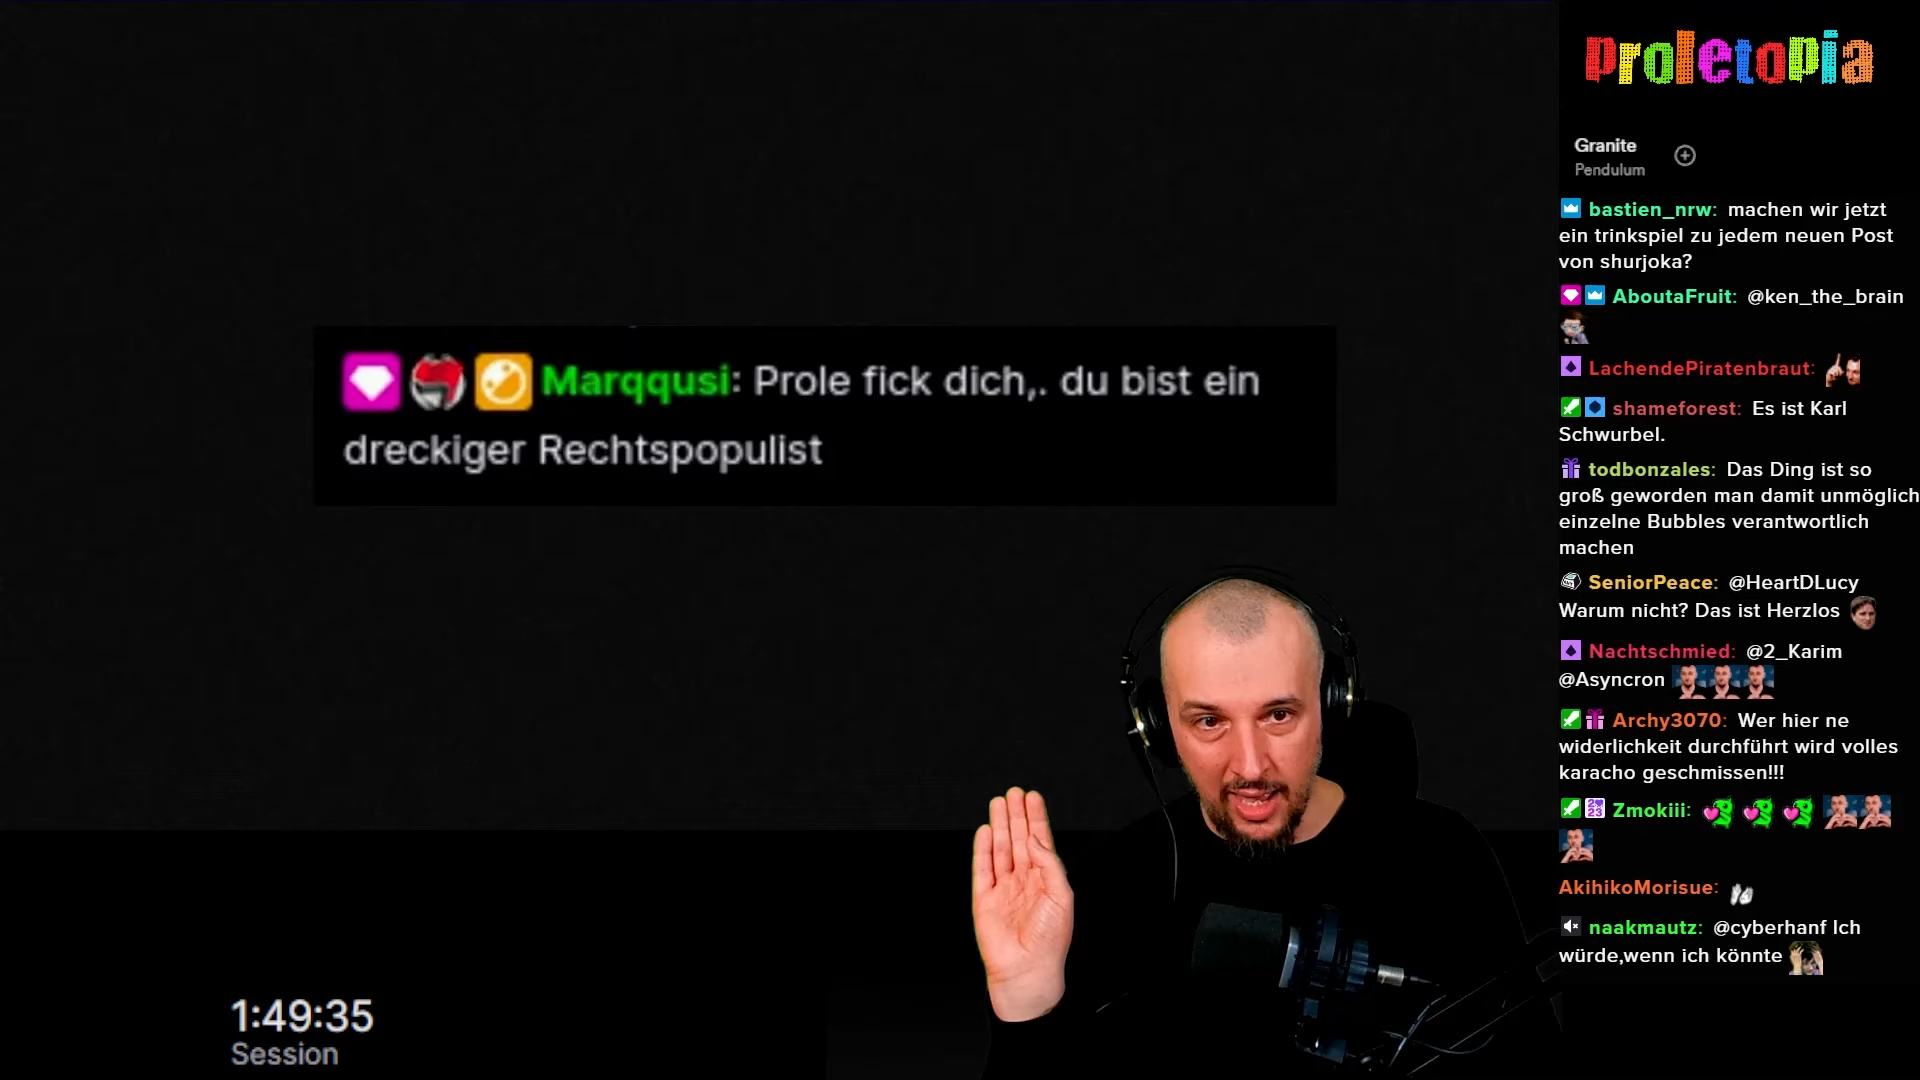 Proletopia
Granite
Pendulum
bastien_nrw: machen wir jetzt
ein trinkspiel zu jedem neuen Post
von shurjoka?
AboutaFruit: @ken_the_brain
LachendePiratenbraut:
shameforest: Es ist Karl
Schwurbel.
todbonzales: Das Ding ist so
groß geworden man damit unmöglich
einzelne Bubbles verantwortlich
machen
SeniorPeace: @HeartDLucy
Warum nicht? Das ist Herzlos
Nachtschmied: @2_Karim
@Asyncron
Archy3070: Wer hier ne
widerlichkeit durchführt wird volles
karacho geschmissen!!!
Zmokiii:
AkihikoMorisue:
naakmautz: @cyberhanf Ich
würde,wenn ich könnte
Marqqusi: Prole fick dich,. du bist ein
dreckiger Rechtspopulist
1:49:35
Session